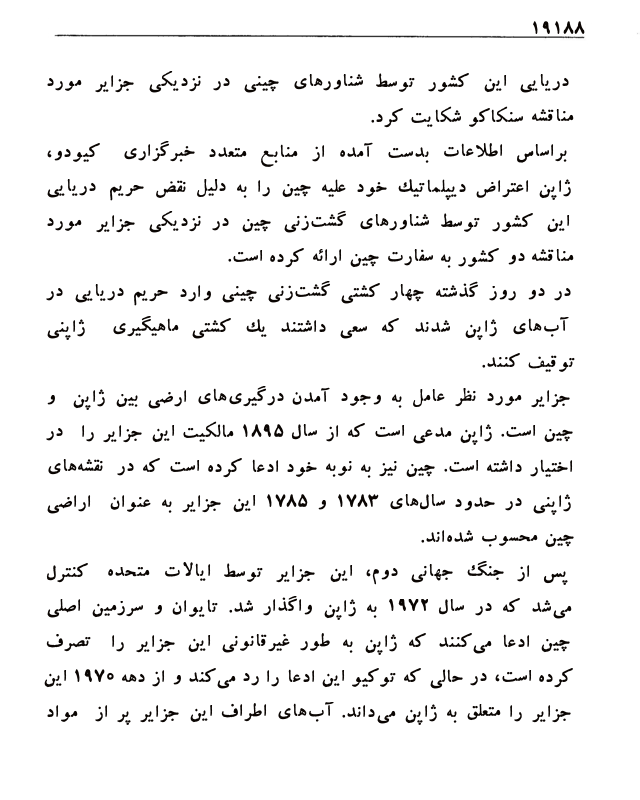 ۱۹۱۸۸
دریایی این کشور توسط شناورهای چینی در نزدیکی جزایر مورد
مناقشه سنکاکو شکایت کرد.
براساس اطلاعات بدست آمده از منابع متعدد خبرگزاری کیودو،
ژاپن اعتراض دیپلماتیك خود علیه چین را به دلیل نقض حریم دریایی
این کشور توسط شناورهای گشت‌زنی چین در نزدیکی جزایر مورد
مناقشه دو کشور به سفارت چین ارائه کرده است.
در دو روز گذشته چهار کشتی گشت‌زنی چینی وارد حریم دریایی در
آب‌های ژاپن شدند که سعی داشتند یك کشتی ماهیگیری ژاپنی
توقیف کنند.
جزایر مورد نظر عامل به وجود آمدن درگیری‌های ارضی بین ژاپن و
چین است. ژاپن مدعی است که از سال ۱۸۹۵ مالکیت این جزایر را در
اختیار داشته است. چین نیز به نوبه خود ادعا کرده است که در نقشه‌های
ژاپنی در حدود سال‌های ۱۷۸۳ و ۱۷۸۵ این جزایر به عنوان اراضی
چین محسوب شده‌اند.
پس از جنگ جهانی دوم، این جزایر توسط ایالات متحده کنترل
می‌شد که در سال ۱۹۷۲ به ژاپن واگذار شد. تایوان و سرزمین اصلی
چین ادعا می‌کنند که ژاپن به طور غیرقانونی این جزایر را تصرف
کرده است، در حالی که توکیو این ادعا را رد می‌کند و از دهه ۱۹۷۰ این
جزایر را متعلق به ژاپن می‌داند. آب‌های اطراف این جزایر پر از مواد